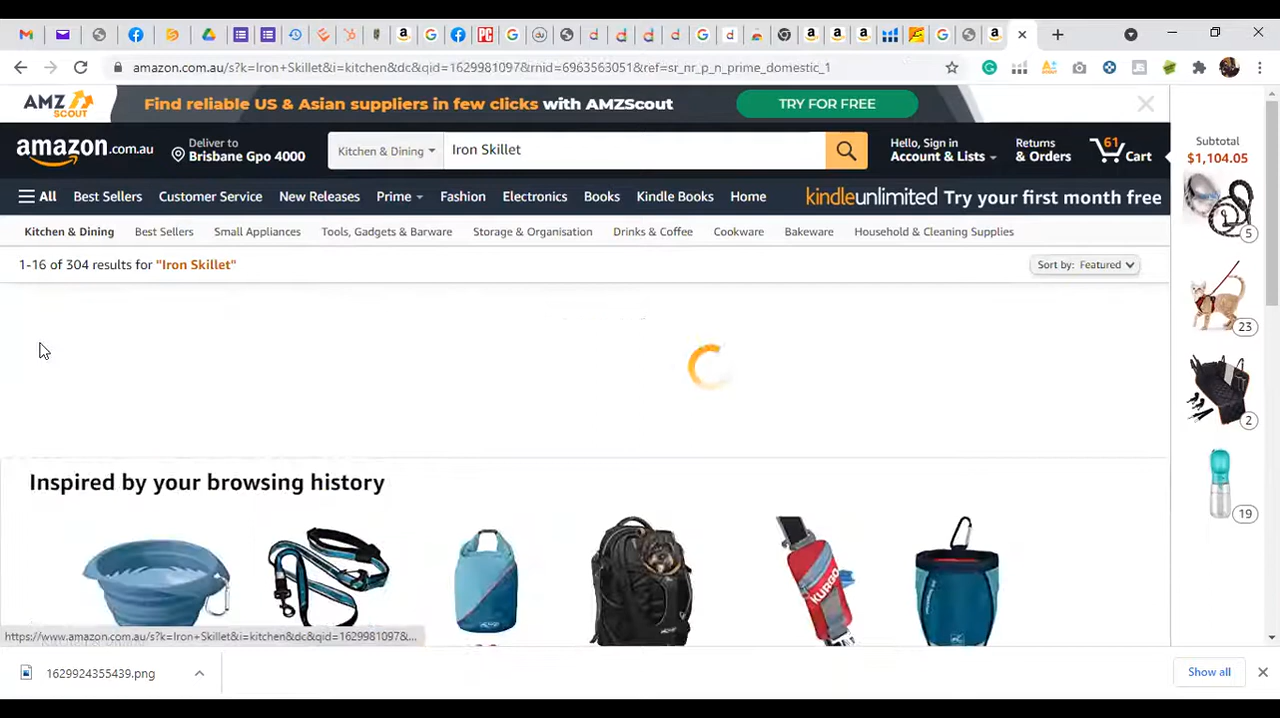 amazon.com.au/s?k=Iron+Skillet&i=kitchen&dc&qid=1629981097&rnid=6963563051&ref=sr_nr_p_n_prime_domestic_1
AMZ SCOUT
Find reliable US & Asian suppliers in few clicks with AMZScout
TRY FOR FREE
amazon.com.au
Deliver to
Brisbane Gpo 4000
Kitchen & Dining
Iron Skillet
Hello, Sign in
Account & Lists
Returns
& Orders
61
Cart
Subtotal
$1,104.05
All Best Sellers Customer Service New Releases Prime Fashion Electronics Books Kindle Books Home
kindleunlimited Try your first month free
Kitchen & Dining Best Sellers Small Appliances Tools, Gadgets & Barware Storage & Organisation Drinks & Coffee Cookware Bakeware Household & Cleaning Supplies
5
1-16 of 304 results for "Iron Skillet"
Sort by: Featured
23
2
Inspired by your browsing history
19
KURGO
https://www.amazon.com.au/s?k=Iron+Skillet&i=kitchen&dc&qid=1629981097&...
1629924355439.png
Show all